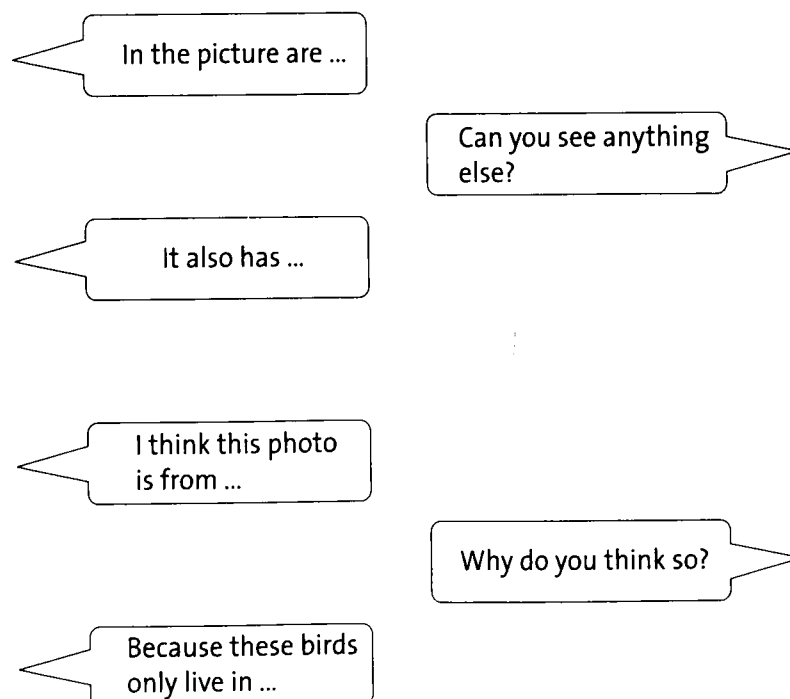 In the picture are ...
Can you see anything
else?
It also has ...
I think this photo
is from ...
Why do you think so?
Because these birds
only live in ...